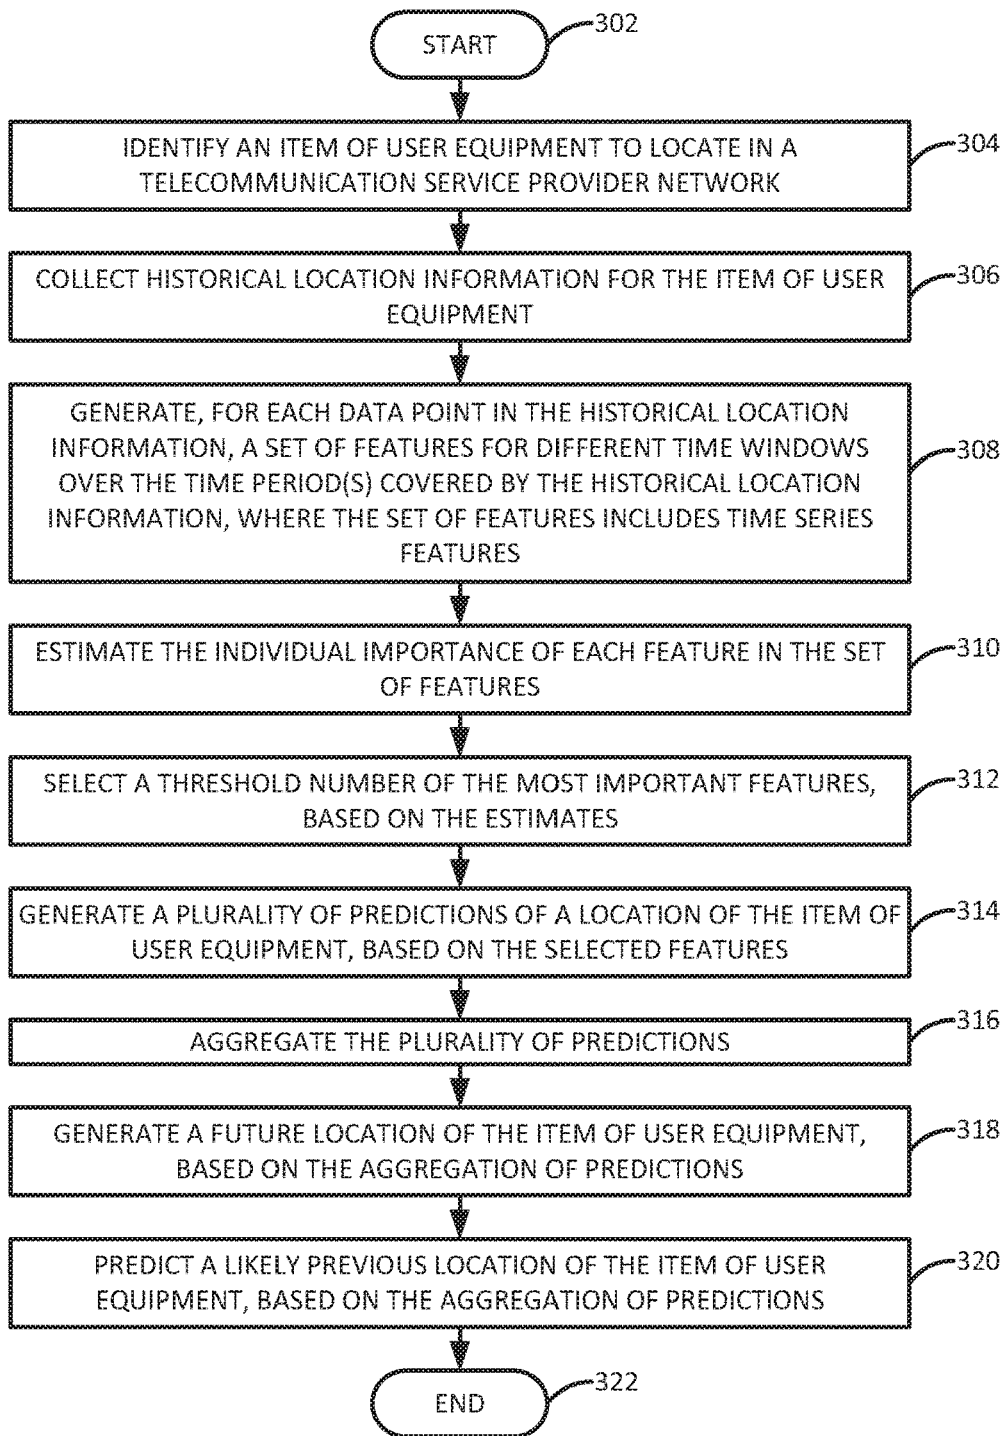 START
302
IDENTIFY AN ITEM OF USER EQUIPMENT TO LOCATE IN A
TELECOMMUNICATION SERVICE PROVIDER NETWORK
304
COLLECT HISTORICAL LOCATION INFORMATION FOR THE ITEM OF USER
EQUIPMENT
306
GENERATE, FOR EACH DATA POINT IN THE HISTORICAL LOCATION
INFORMATION, A SET OF FEATURES FOR DIFFERENT TIME WINDOWS
OVER THE TIME PERIOD(S) COVERED BY THE HISTORICAL LOCATION
INFORMATION, WHERE THE SET OF FEATURES INCLUDES TIME SERIES
FEATURES
308
ESTIMATE THE INDIVIDUAL IMPORTANCE OF EACH FEATURE IN THE SET
OF FEATURES
310
SELECT A THRESHOLD NUMBER OF THE MOST IMPORTANT FEATURES,
BASED ON THE ESTIMATES
312
GENERATE A PLURALITY OF PREDICTIONS OF A LOCATION OF THE ITEM OF
USER EQUIPMENT, BASED ON THE SELECTED FEATURES
314
AGGREGATE THE PLURALITY OF PREDICTIONS
316
GENERATE A FUTURE LOCATION OF THE ITEM OF USER EQUIPMENT,
BASED ON THE AGGREGATION OF PREDICTIONS
318
PREDICT A LIKELY PREVIOUS LOCATION OF THE ITEM OF USER
EQUIPMENT, BASED ON THE AGGREGATION OF PREDICTIONS
320
END
322